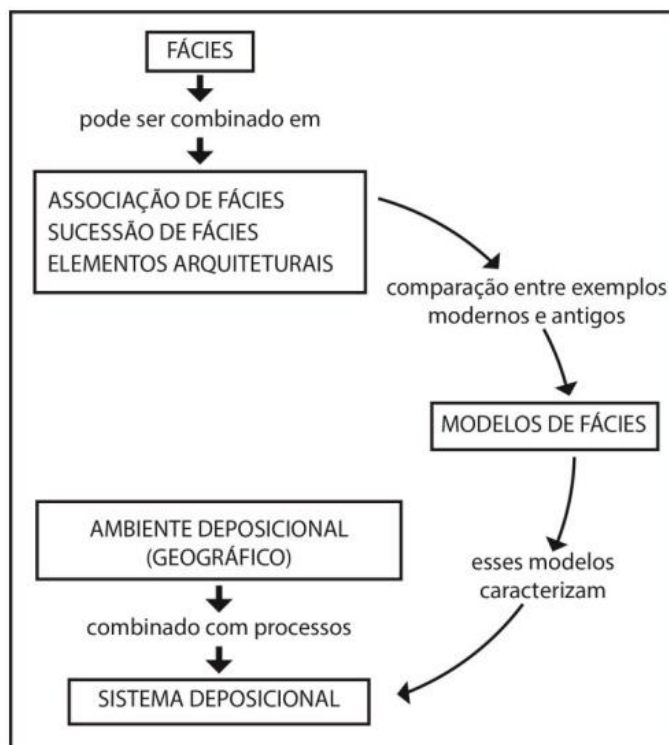 FÁCIES
pode ser combinado em
ASSOCIAÇÃO DE FÁCIES
SUCESSÃO DE FÁCIES
ELEMENTOS ARQUITETURAIS
comparação entre exemplos
modernos e antigos
MODELOS DE FÁCIES
esses modelos
caracterizam
AMBIENTE DEPOSICIONAL
(GEOGRÁFICO)
combinado com processos
SISTEMA DEPOSICIONAL